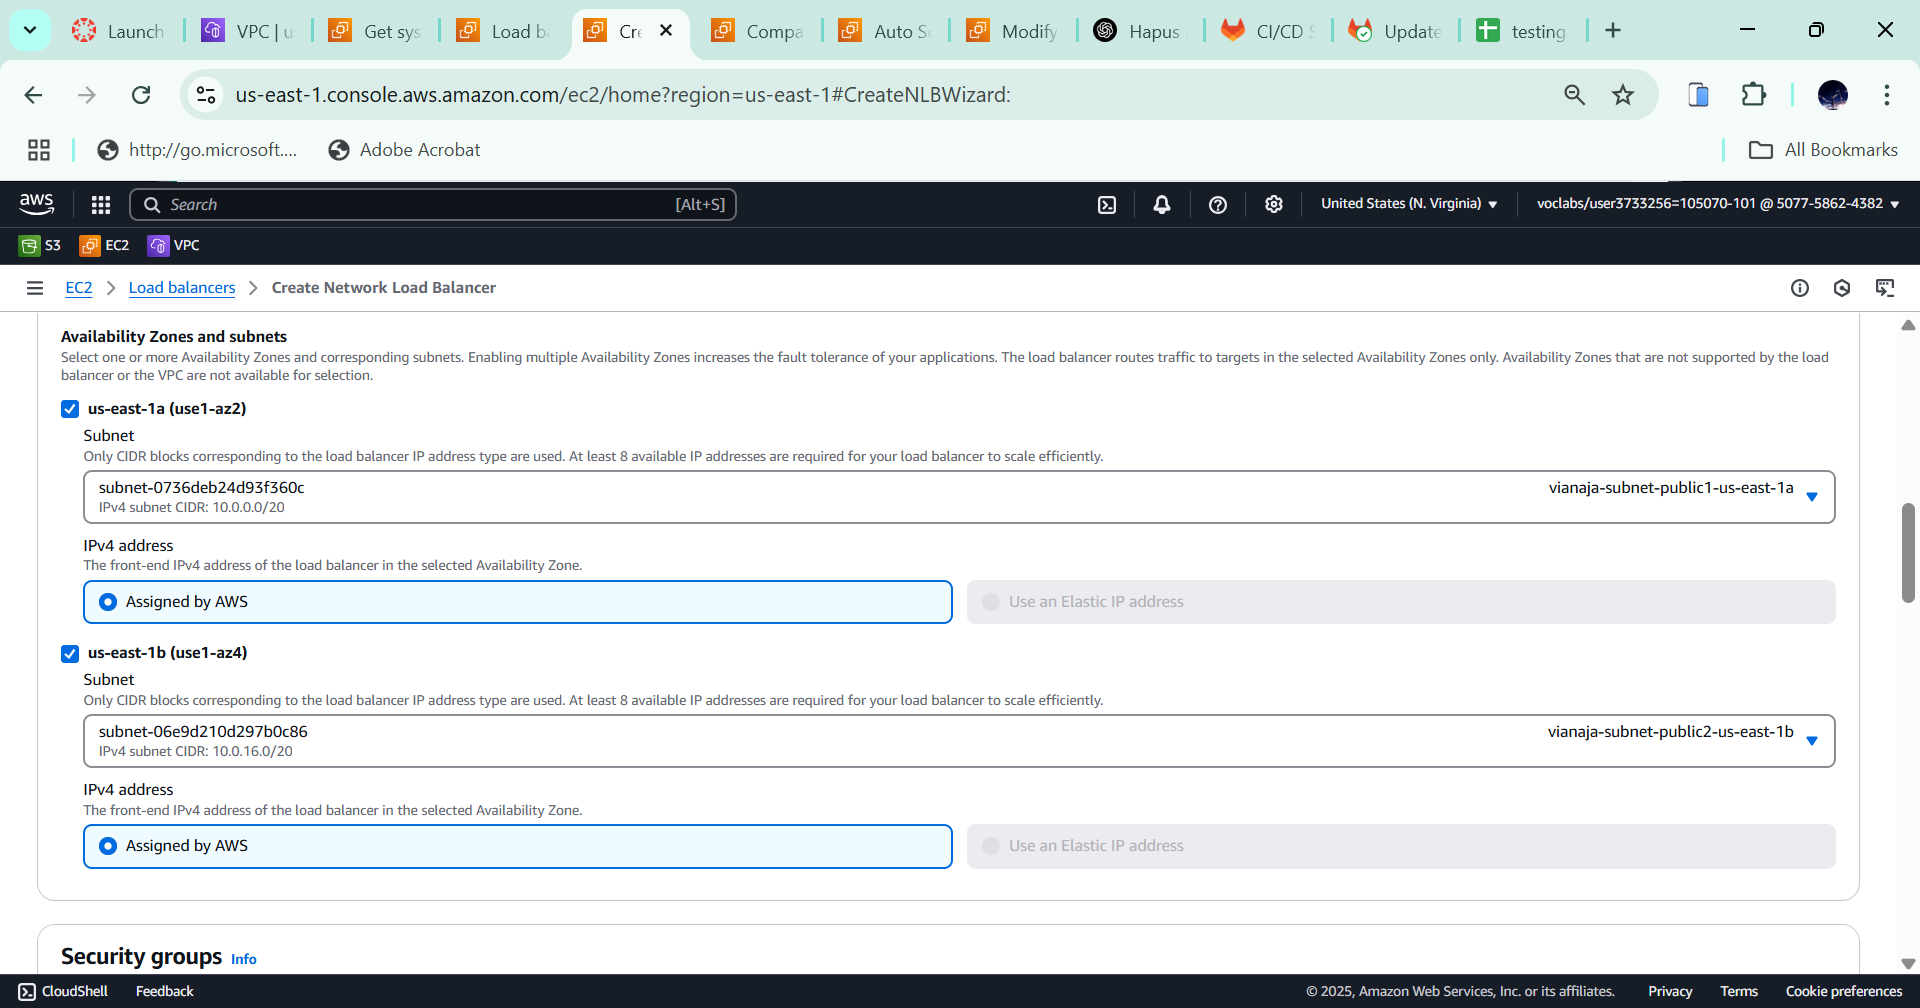 Launch
VPC | u
Get sys
Load b
Cre
Compa
Auto Sc
Modify
Hapus
CI/CD S
Update
testing
us-east-1.console.aws.amazon.com/ec2/home?region=us-east-1#CreateNLBWizard:
http://go.microsoft....
Adobe Acrobat
All Bookmarks
aws
Search
[Alt+S]
United States (N. Virginia)
voclabs/user3733256=105070-101 @ 5077-5862-4382
S3
EC2
VPC
EC2 > Load balancers > Create Network Load Balancer
Availability Zones and subnets
Select one or more Availability Zones and corresponding subnets. Enabling multiple Availability Zones increases the fault tolerance of your applications. The load balancer routes traffic to targets in the selected Availability Zones only. Availability Zones that are not supported by the load
balancer or the VPC are not available for selection.
us-east-1a (use1-az2)
Subnet
Only CIDR blocks corresponding to the load balancer IP address type are used. At least 8 available IP addresses are required for your load balancer to scale efficiently.
subnet-0736deb24d93f360c
vianaja-subnet-public1-us-east-1a
IPv4 subnet CIDR: 10.0.0.0/20
IPv4 address
The front-end IPv4 address of the load balancer in the selected Availability Zone.
Assigned by AWS
Use an Elastic IP address
us-east-1b (use1-az4)
Subnet
Only CIDR blocks corresponding to the load balancer IP address type are used. At least 8 available IP addresses are required for your load balancer to scale efficiently.
subnet-06e9d210d297b0c86
vianaja-subnet-public2-us-east-1b
IPv4 subnet CIDR: 10.0.16.0/20
IPv4 address
The front-end IPv4 address of the load balancer in the selected Availability Zone.
Assigned by AWS
Use an Elastic IP address
Security groups Info
CloudShell
Feedback
© 2025, Amazon Web Services, Inc. or its affiliates.
Privacy
Terms
Cookie preferences